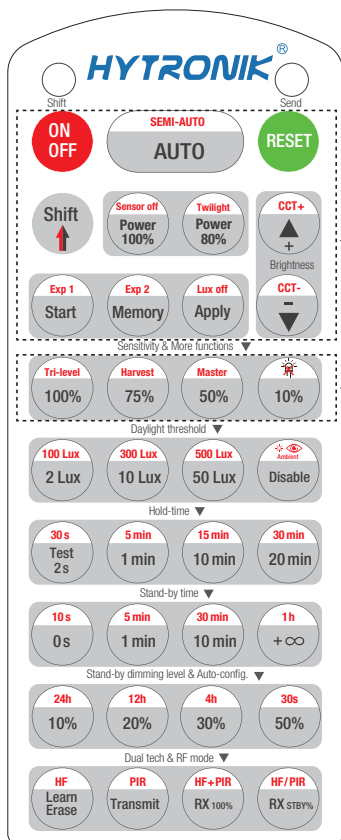 HYTRONIK®
Shift
Send
ON
OFF
SEMI-AUTO
AUTO
RESET
Shift
Sensor off
Power
100%
Twilight
Power
80%
CCT+
+
Brightness
CCT-
-
Exp 1
Start
Exp 2
Memory
Lux off
Apply
Sensitivity & More functions ▼
Tri-level
100%
Harvest
75%
Master
50%
10%
Daylight threshold ▼
100 Lux
2 Lux
300 Lux
10 Lux
500 Lux
50 Lux
Ambient
Disable
Hold-time ▼
30 s
Test
2 s
5 min
1 min
15 min
10 min
30 min
20 min
Stand-by time ▼
10 s
0 s
5 min
1 min
30 min
10 min
1 h
+∞
Stand-by dimming level & Auto-config. ▼
24h
10%
12h
20%
4h
30%
30s
50%
Dual tech & RF mode ▼
HF
Learn
Erase
PIR
Transmit
HF+PIR
RX 100%
HF/PIR
RX STBY%